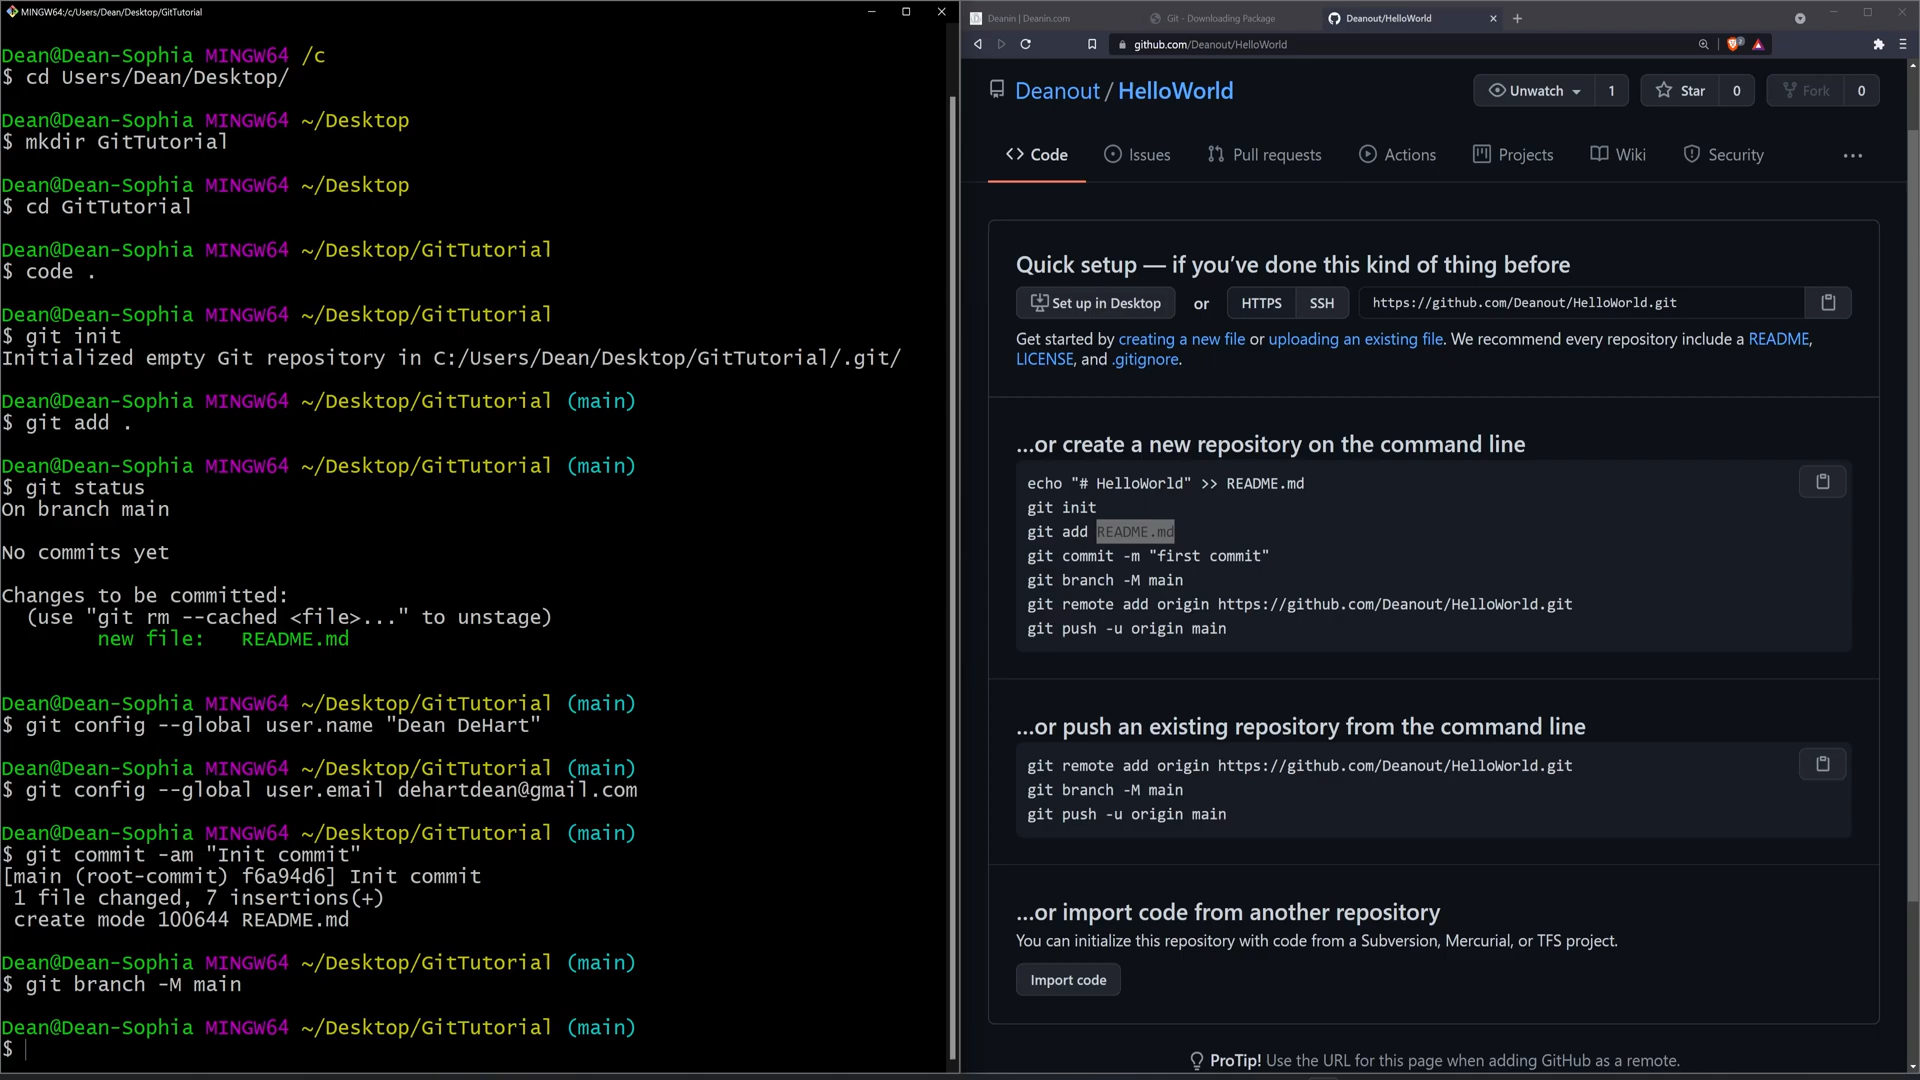 MINGW64:/c/Users/Dean/Desktop/GitTutorial
Dean@Dean-Sophia MINGW64 /c
$ cd Users/Dean/Desktop/
Dean@Dean-Sophia MINGW64 ~/Desktop
$ mkdir GitTutorial
Dean@Dean-Sophia MINGW64 ~/Desktop
$ cd GitTutorial
Dean@Dean-Sophia MINGW64 ~/Desktop/GitTutorial
$ code .
Dean@Dean-Sophia MINGW64 ~/Desktop/GitTutorial
$ git init
Initialized empty Git repository in C:/Users/Dean/Desktop/GitTutorial/.git/
Dean@Dean-Sophia MINGW64 ~/Desktop/GitTutorial (main)
$ git add .
Dean@Dean-Sophia MINGW64 ~/Desktop/GitTutorial (main)
$ git status
On branch main
No commits yet
Changes to be committed:
(use "git rm --cached <file>..." to unstage)
new file: README.md
Dean@Dean-Sophia MINGW64 ~/Desktop/GitTutorial (main)
$ git config --global user.name "Dean DeHart"
Dean@Dean-Sophia MINGW64 ~/Desktop/GitTutorial (main)
$ git config --global user.email dehartdean@gmail.com
Dean@Dean-Sophia MINGW64 ~/Desktop/GitTutorial (main)
$ git commit -am "Init commit"
[main (root-commit) f6a94d6] Init commit
1 file changed, 7 insertions(+)
create mode 100644 README.md
Dean@Dean-Sophia MINGW64 ~/Desktop/GitTutorial (main)
$ git branch -M main
Dean@Dean-Sophia MINGW64 ~/Desktop/GitTutorial (main)
$
Deanin | Deanin.com
Git - Downloading Package
Deanout/HelloWorld
github.com/Deanout/HelloWorld
2
Deanout / HelloWorld
Unwatch 1 Star 0 Fork 0
Code Issues Pull requests Actions Projects Wiki Security ...
Quick setup — if you’ve done this kind of thing before
Set up in Desktop or HTTPS SSH https://github.com/Deanout/HelloWorld.git
Get started by creating a new file or uploading an existing file. We recommend every repository include a README,
LICENSE, and .gitignore.
...or create a new repository on the command line
echo "# HelloWorld" >> README.md
git init
git add README.md
git commit -m "first commit"
git branch -M main
git remote add origin https://github.com/Deanout/HelloWorld.git
git push -u origin main
...or push an existing repository from the command line
git remote add origin https://github.com/Deanout/HelloWorld.git
git branch -M main
git push -u origin main
...or import code from another repository
You can initialize this repository with code from a Subversion, Mercurial, or TFS project.
Import code
ProTip! Use the URL for this page when adding GitHub as a remote.